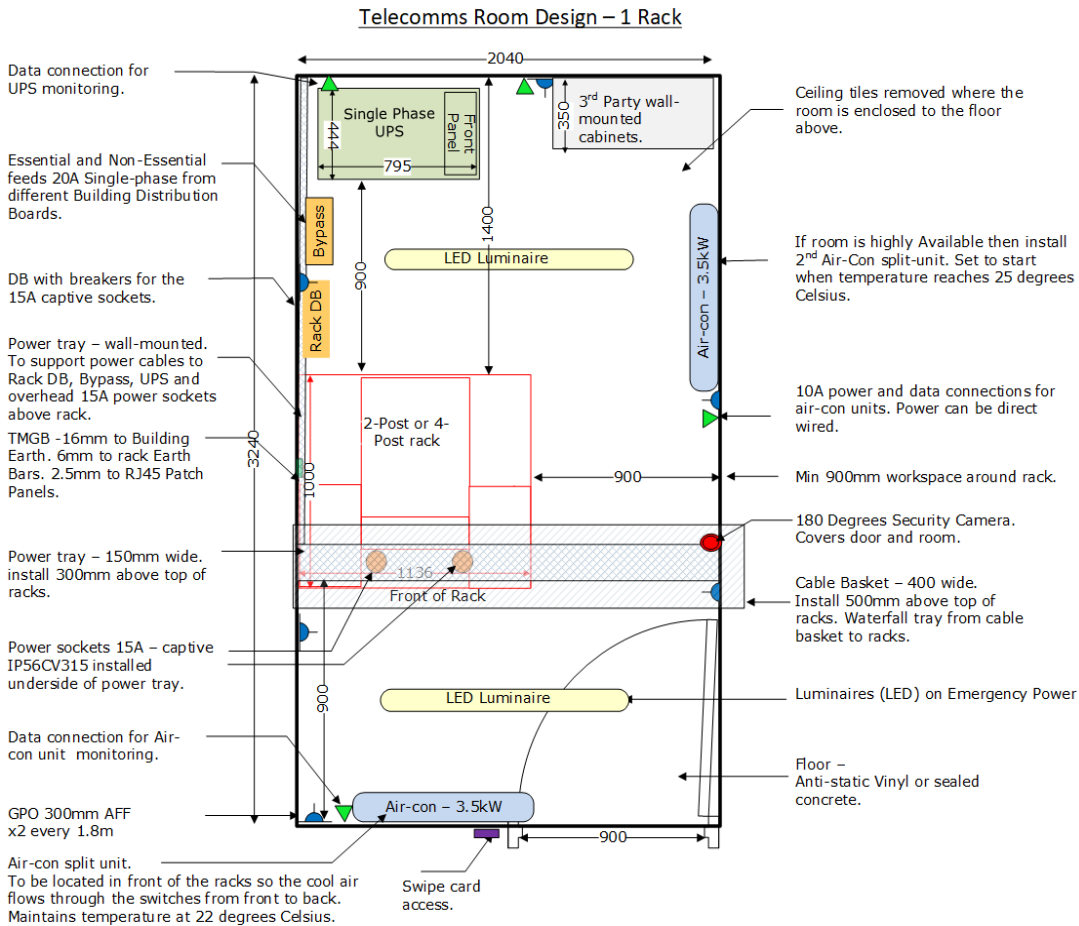 Telecomms Room Design – 1 Rack
2040
Data connection for
UPS monitoring.
Essential and Non-Essential
feeds 20A Single-phase from
different Building Distribution
Boards.
DB with breakers for the
15A captive sockets.
Power tray – wall-mounted.
To support power cables to
Rack DB, Bypass, UPS and
overhead 15A power sockets
above rack.
TMGB -16mm to Building
Earth. 6mm to rack Earth
Bars. 2.5mm to RJ45 Patch
Panels.
Power tray – 150mm wide.
install 300mm above top of
racks.
Power sockets 15A – captive
IP56CV315 installed
underside of power tray.
Data connection for Air-
con unit monitoring.
GPO 300mm AFF
x2 every 1.8m
Air-con split unit.
To be located in front of the racks so the cool air
flows through the switches from front to back.
Maintains temperature at 22 degrees Celsius.
3240
Single Phase
UPS
Front
Panel
444
795
3rd Party wall-
mounted
cabinets.
350
Bypass
Rack DB
900
1400
LED Luminaire
Air-con – 3.5kW
2-Post or 4-
Post rack
1000
900
1136
Front of Rack
900
LED Luminaire
Air-con – 3.5kW
900
Swipe card
access.
Ceiling tiles removed where the
room is enclosed to the floor
above.
If room is highly Available then install
2nd Air-Con split-unit. Set to start
when temperature reaches 25 degrees
Celsius.
10A power and data connections for
air-con units. Power can be direct
wired.
Min 900mm workspace around rack.
180 Degrees Security Camera.
Covers door and room.
Cable Basket – 400 wide.
Install 500mm above top of
racks. Waterfall tray from cable
basket to racks.
Luminaires (LED) on Emergency Power
Floor –
Anti-static Vinyl or sealed
concrete.